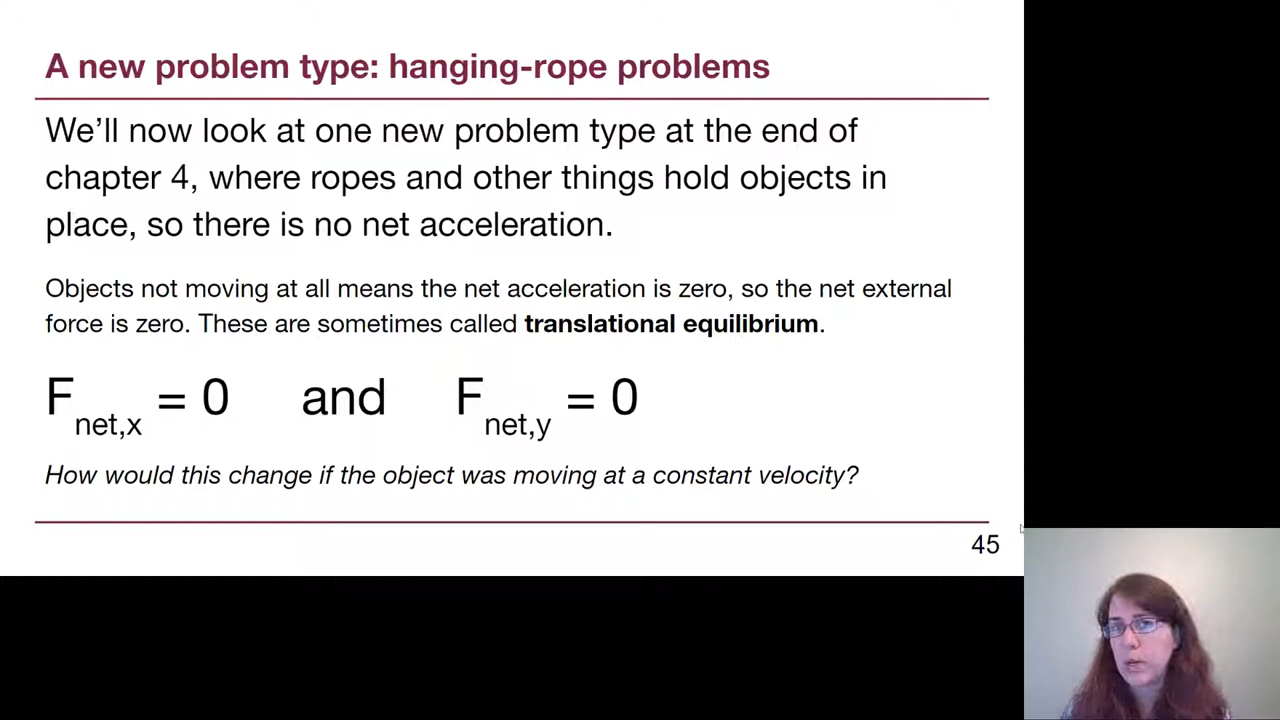 A new problem type: hanging-rope problems
We'll now look at one new problem type at the end of
chapter 4, where ropes and other things hold objects in
place, so there is no net acceleration.
Objects not moving at all means the net acceleration is zero, so the net external
force is zero. These are sometimes called translational equilibrium.
Fnet,x = 0 and Fnet,y = 0
How would this change if the object was moving at a constant velocity?
45